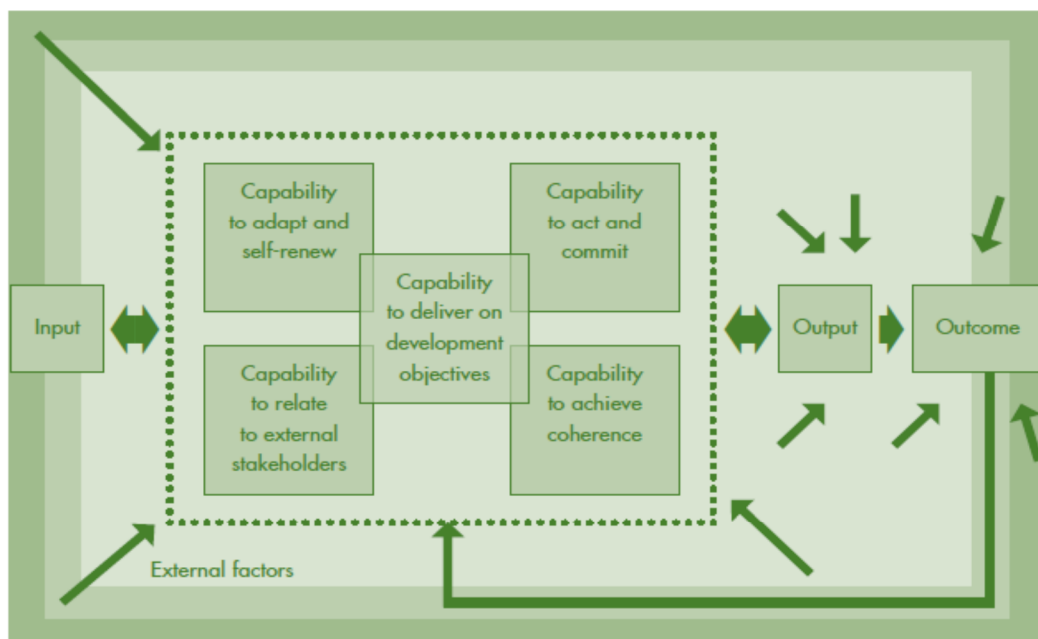 Capability
to adapt and
self-renew
Capability
to act and
commit
Capability
to deliver on
development
objectives
Input
Output
Outcome
Capability
to relate
to external
stakeholders
Capability
to achieve
coherence
External factors